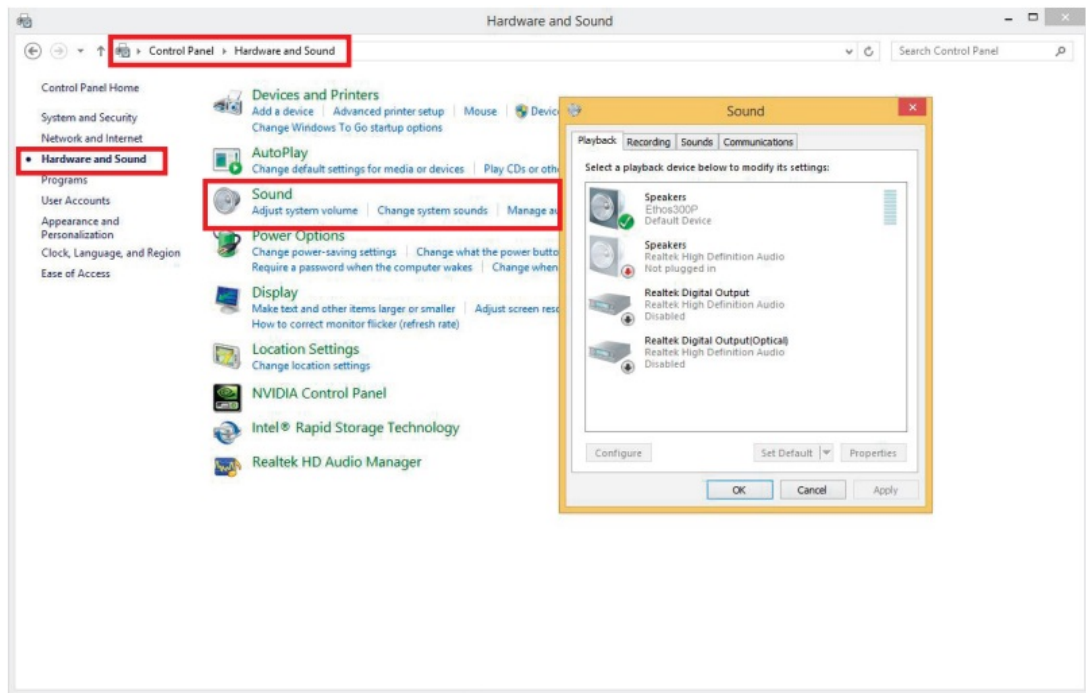 Hardware and Sound
Control Panel Hardware and Sound
Search Control Panel
Control Panel Home
System and Security
Network and Internet
Hardware and Sound
Programs
User Accounts
Appearance and
Personalization
Clock, Language, and Region
Ease of Access
Devices and Printers
Add a device Advanced printer setup Mouse
Change Windows To Go startup options
AutoPlay
Change default settings for media or devices Play CDs or
Sound
Adjust system volume Change system sounds Manage
Power Options
Change power-saving settings Change what the power
Require a password when the computer wakes Change when
Display
Make text and other items larger or smaller Adjust screen
How to correct monitor flicker (refresh rate)
Location Settings
Change location settings
NVIDIA Control Panel
Intel® Rapid Storage Technology
Realtek HD Audio Manager
Sound
Playback Recording Sounds Communications
Select a playback device below to modify its settings:
Speakers
Ethos300P
Default Device
Speakers
Realtek High Definition Audio
Not plugged in
Realtek Digital Output
Realtek High Definition Audio
Disabled
Realtek Digital Output(Optical)
Realtek High Definition Audio
Disabled
Configure Set Default Properties
OK Cancel Apply